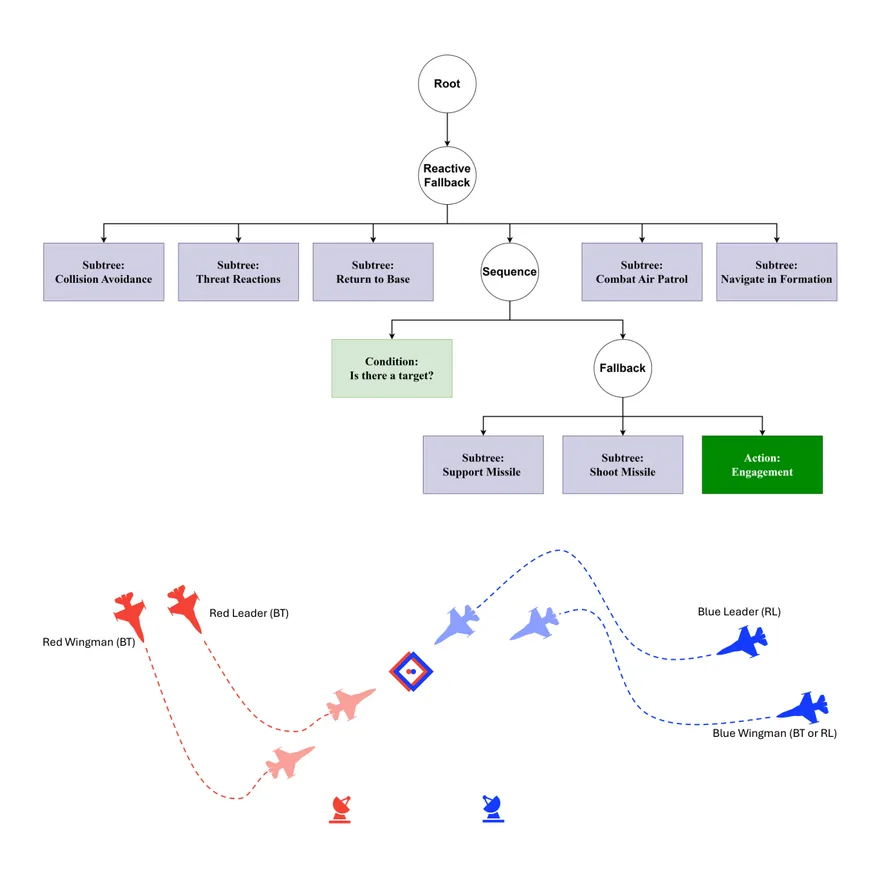 Root
Reactive
Fallback
Subtree:
Collision Avoidance
Subtree:
Threat Reactions
Subtree:
Return to Base
Sequence
Subtree:
Combat Air Patrol
Subtree:
Navigate in Formation
Condition:
Is there a target?
Fallback
Subtree:
Support Missile
Subtree:
Shoot Missile
Action:
Engagement
Red Leader (BT)
Red Wingman (BT)
Blue Leader (RL)
Blue Wingman (BT or RL)